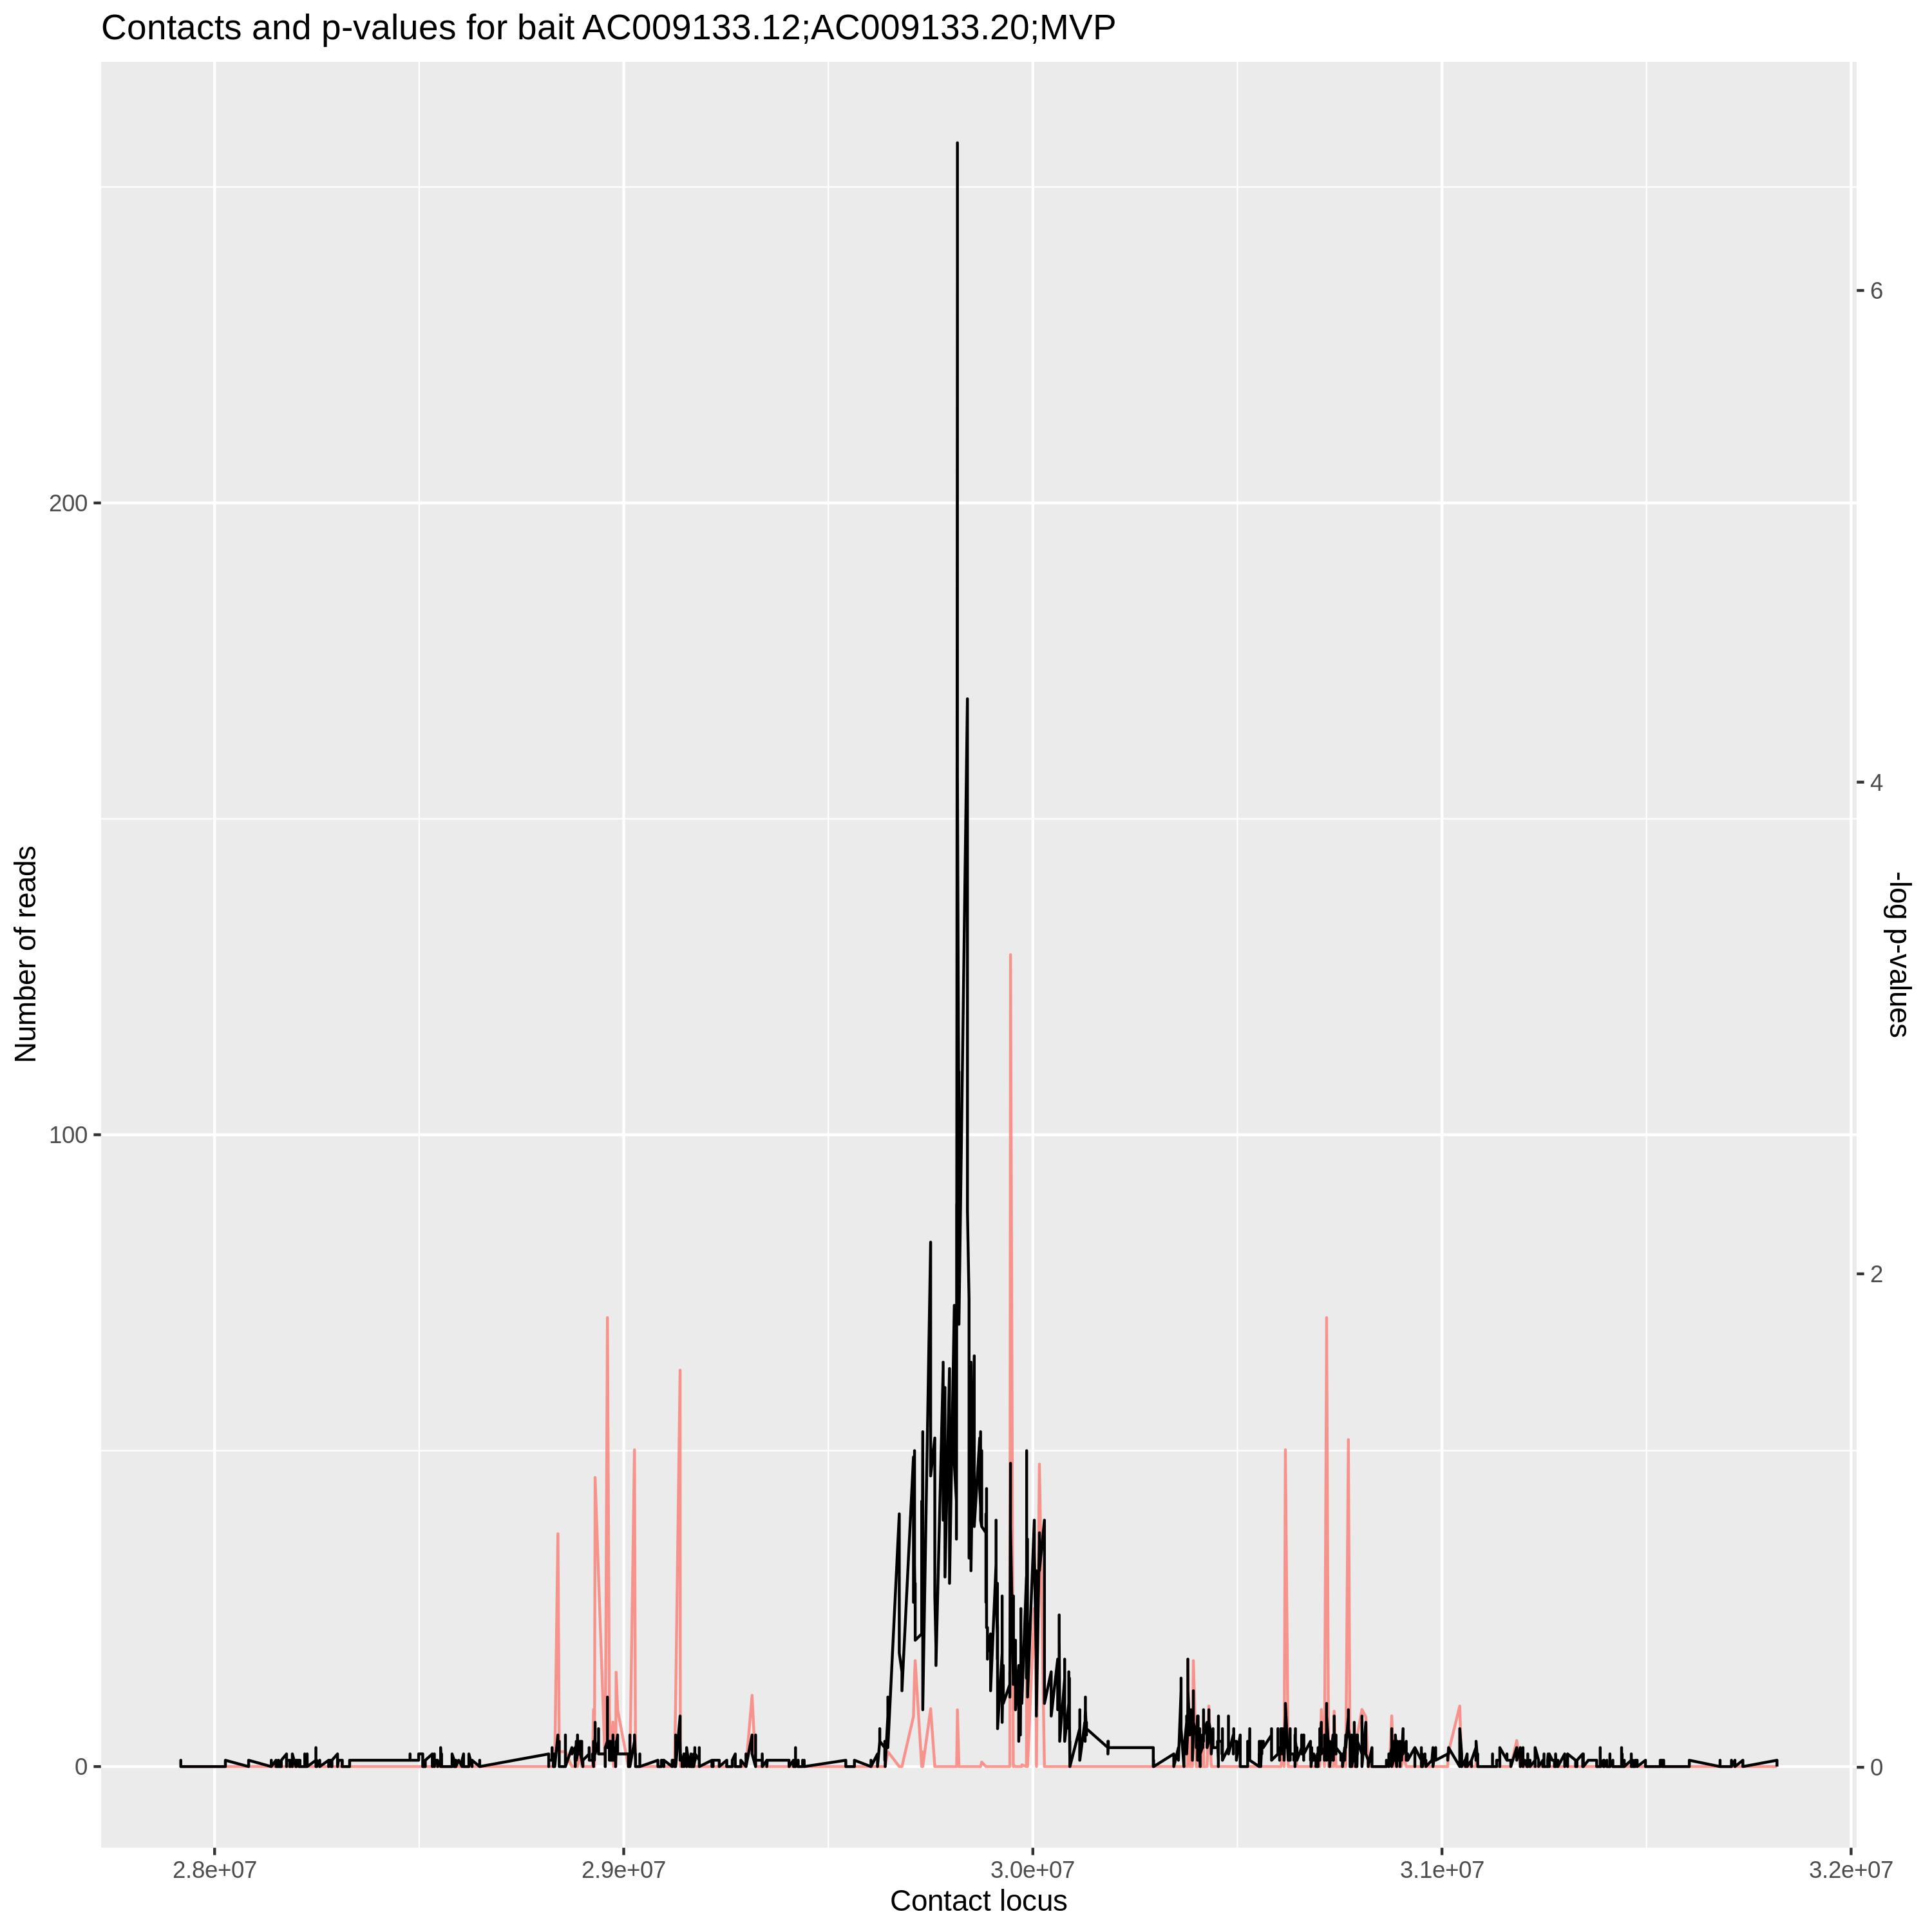 Contacts and p-values for bait AC009133.12;AC009133.20;MVP
Number of reads
200
100
0
6
4
2
0
-log p-values
2.8e+07
2.9e+07
3.0e+07
3.1e+07
3.2e+07
Contact locus